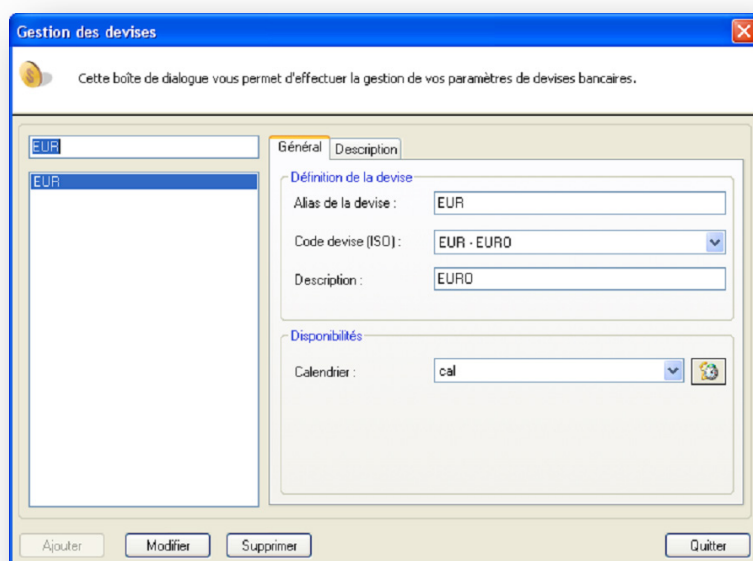 Gestion des devises
Cette boîte de dialogue vous permet d'effectuer la gestion de vos paramètres de devises bancaires.
EUR
EUR
Général Description
Définition de la devise
Alias de la devise : EUR
Code devise (ISO) : EUR - EURO
Description : EURO
Disponibilités
Calendrier : cal
Ajouter Modifier Supprimer Quitter